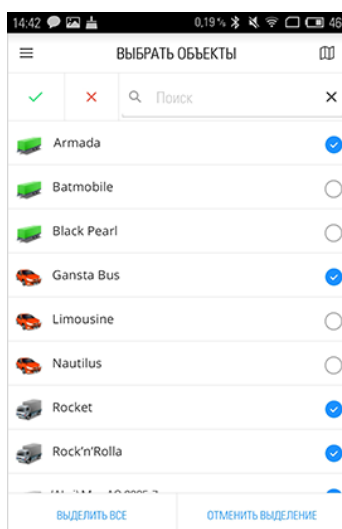 14:42 0,19 % 46
ВЫБРАТЬ ОБЪЕКТЫ
Поиск
Armada
Batmobile
Black Pearl
Gansta Bus
Limousine
Nautilus
Rocket
Rock'n'Rolla
ВЫДЕЛИТЬ ВСЕ ОТМЕНИТЬ ВЫДЕЛЕНИЕ